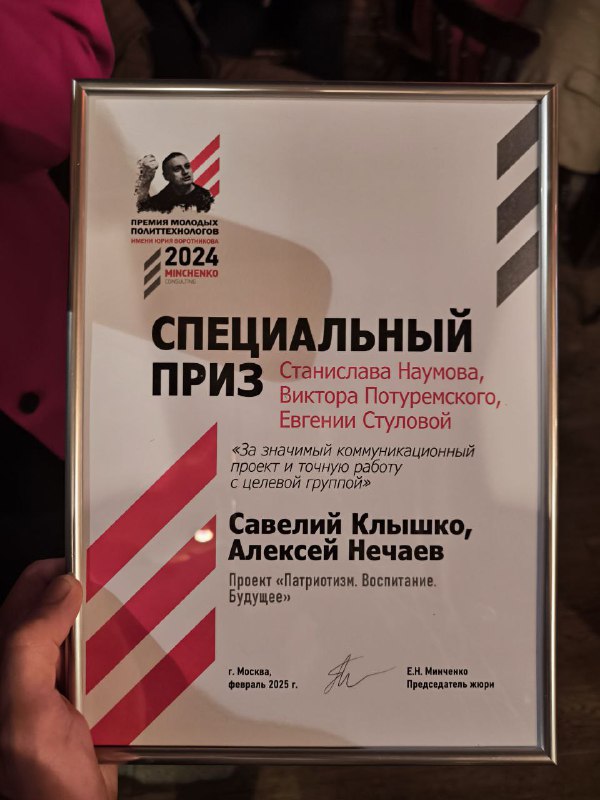 ПРЕМИЯ МОЛОДЫХ
ПОЛИТТЕХНОЛОГОВ
ИМЕНИ ЮРИЯ ВОРОТНИКОВА
2024
MINCHENKO
CONSULTING
СПЕЦИАЛЬНЫЙ
ПРИЗ
Станислава Наумова,
Виктора Потуремского,
Евгении Стуловой
«За значимый коммуникационный
проект и точную работу
с целевой группой»
Савелий Клышко,
Алексей Нечаев
Проект «Патриотизм. Воспитание.
Будущее»
г. Москва,
февраль 2025 г.
Е.Н. Минченко
Председатель жюри